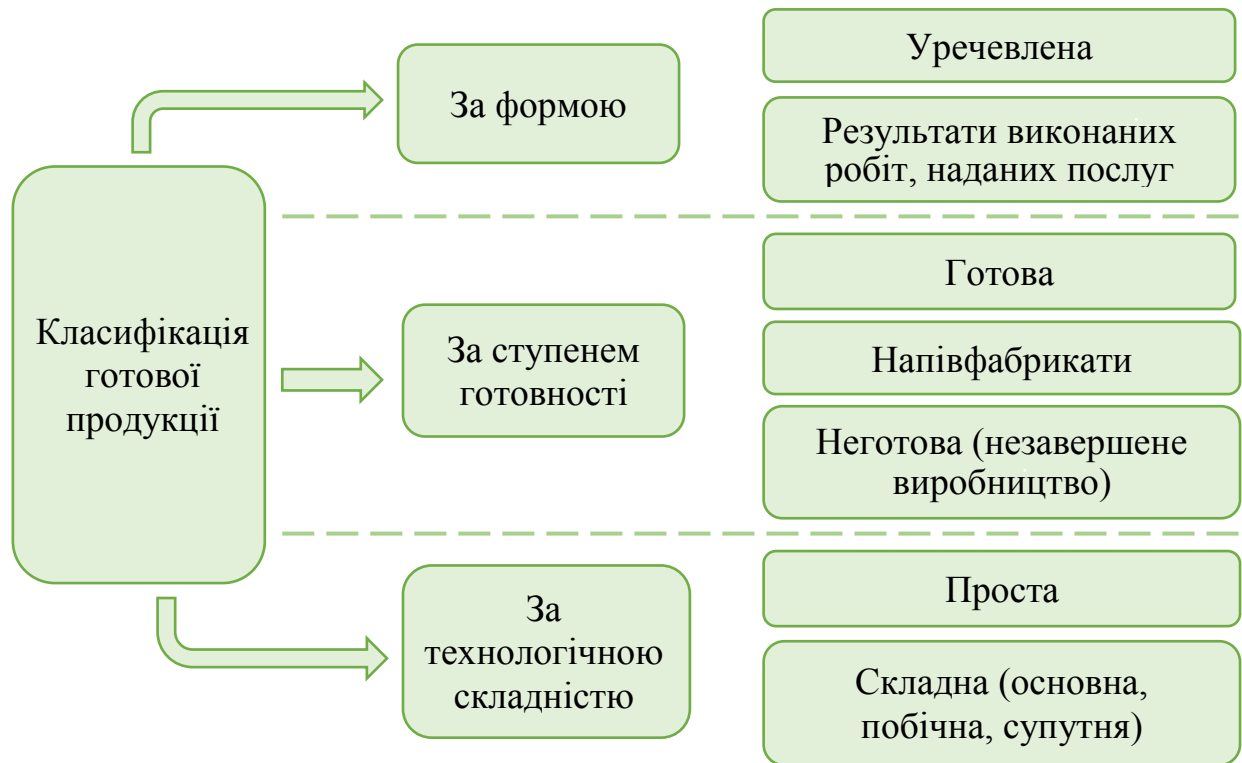 Класифікація
готової
продукції
За формою
Уречевлена
Результати виконаних
робіт, наданих послуг
За ступенем
готовності
Готова
Напівфабрикати
Неготова (незавершене
виробництво)
За
технологічною
складністю
Проста
Складна (основна,
побічна, супутня)